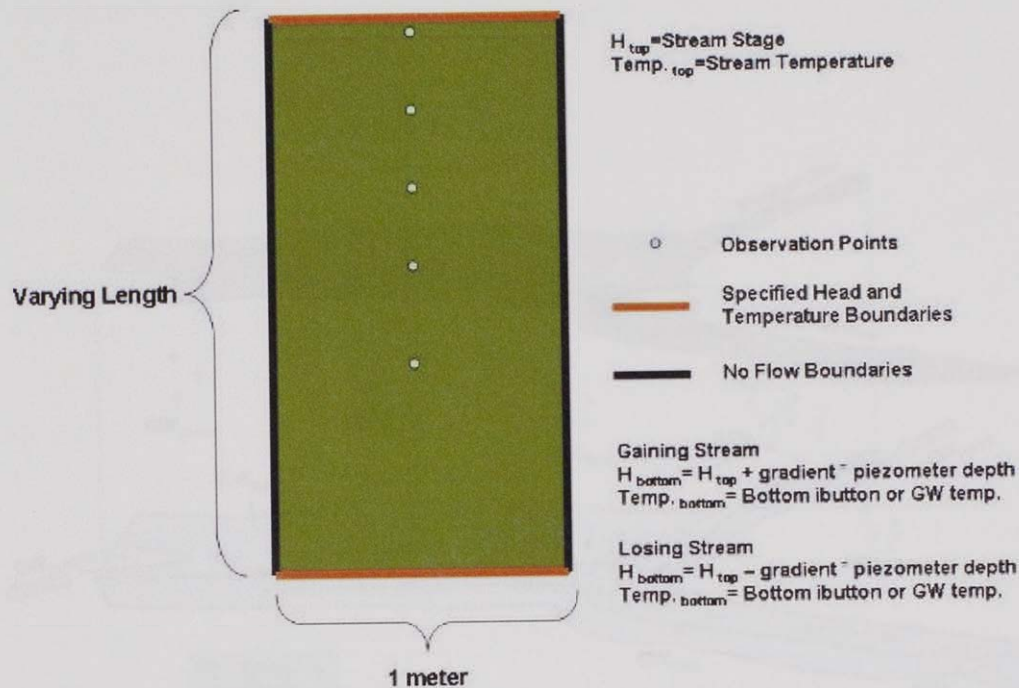 H top=Stream Stage
Temp. top=Stream Temperature
Observation Points
Varying Length
Specified Head and
Temperature Boundaries
No Flow Boundaries
Gaining Stream
H bottom= H top + gradient * piezometer depth
Temp. bottom= Bottom ibutton or GW temp.
Losing Stream
H bottom= H top – gradient * piezometer depth
Temp. bottom= Bottom ibutton or GW temp.
1 meter